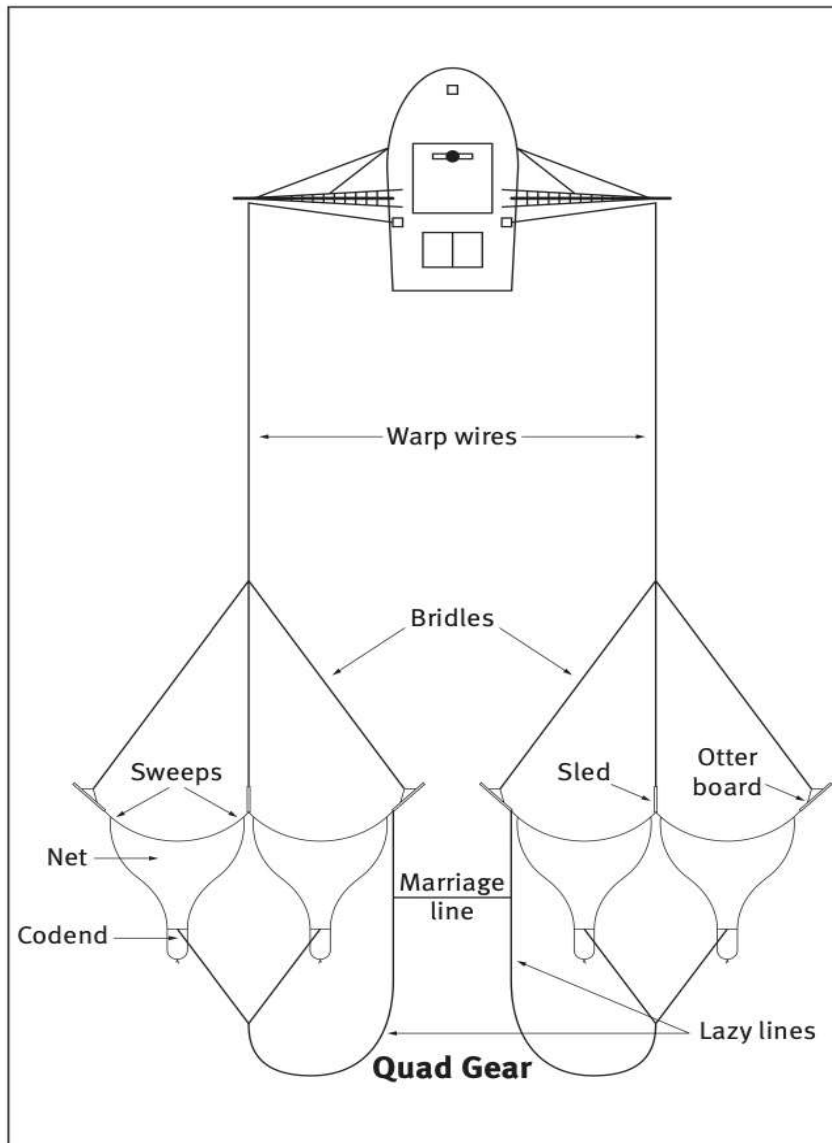 Warp wires
Bridles
Sweeps
Sled
Otter
board
Net
Marriage
line
Codend
Lazy lines
Quad Gear